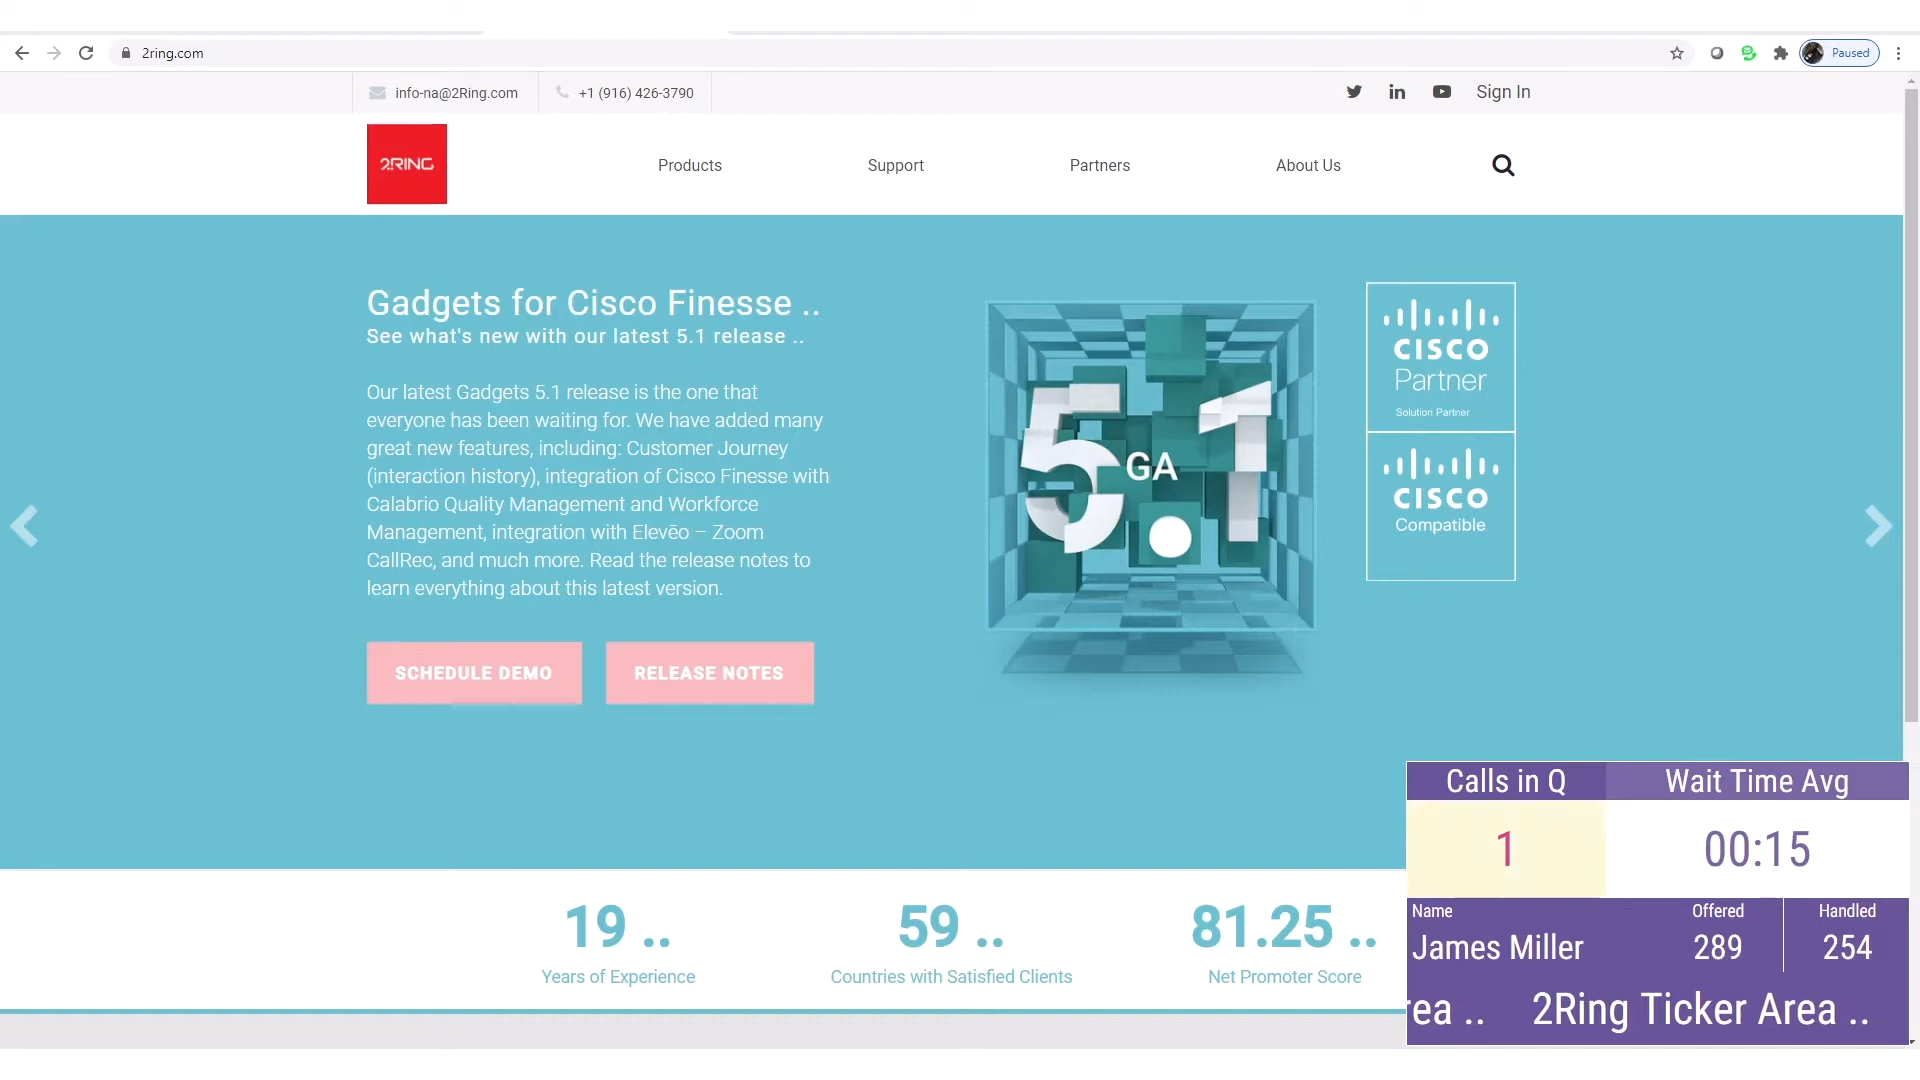 2ring.com
Paused
info-na@2Ring.com
+1 (916) 426-3790
Sign In
2RING
Products
Support
Partners
About Us
Gadgets for Cisco Finesse ..
See what's new with our latest 5.1 release ..
Our latest Gadgets 5.1 release is the one that
everyone has been waiting for. We have added many
great new features, including: Customer Journey
(interaction history), integration of Cisco Finesse with
Calabrio Quality Management and Workforce
Management, integration with Elevēo – Zoom
CallRec, and much more. Read the release notes to
learn everything about this latest version.
SCHEDULE DEMO
RELEASE NOTES
5.1
GA
CISCO
Partner
Solution Partner
CISCO
Compatible
19 ..
Years of Experience
59 ..
Countries with Satisfied Clients
81.25 ..
Net Promoter Score
Calls in Q
Wait Time Avg
1
00:15
Name
Offered
Handled
James Miller
289
254
rea ..
2Ring Ticker Area ..